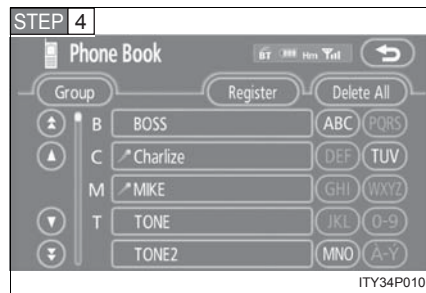 STEP 4
Phone Book BT Hm
Group Register Delete All
B BOSS ABC PQRS
C Charlize DEF TUV
M MIKE GHI WXYZ
T TONE JKL 0-9
TONE2 MNO À-Ý
ITY34P010